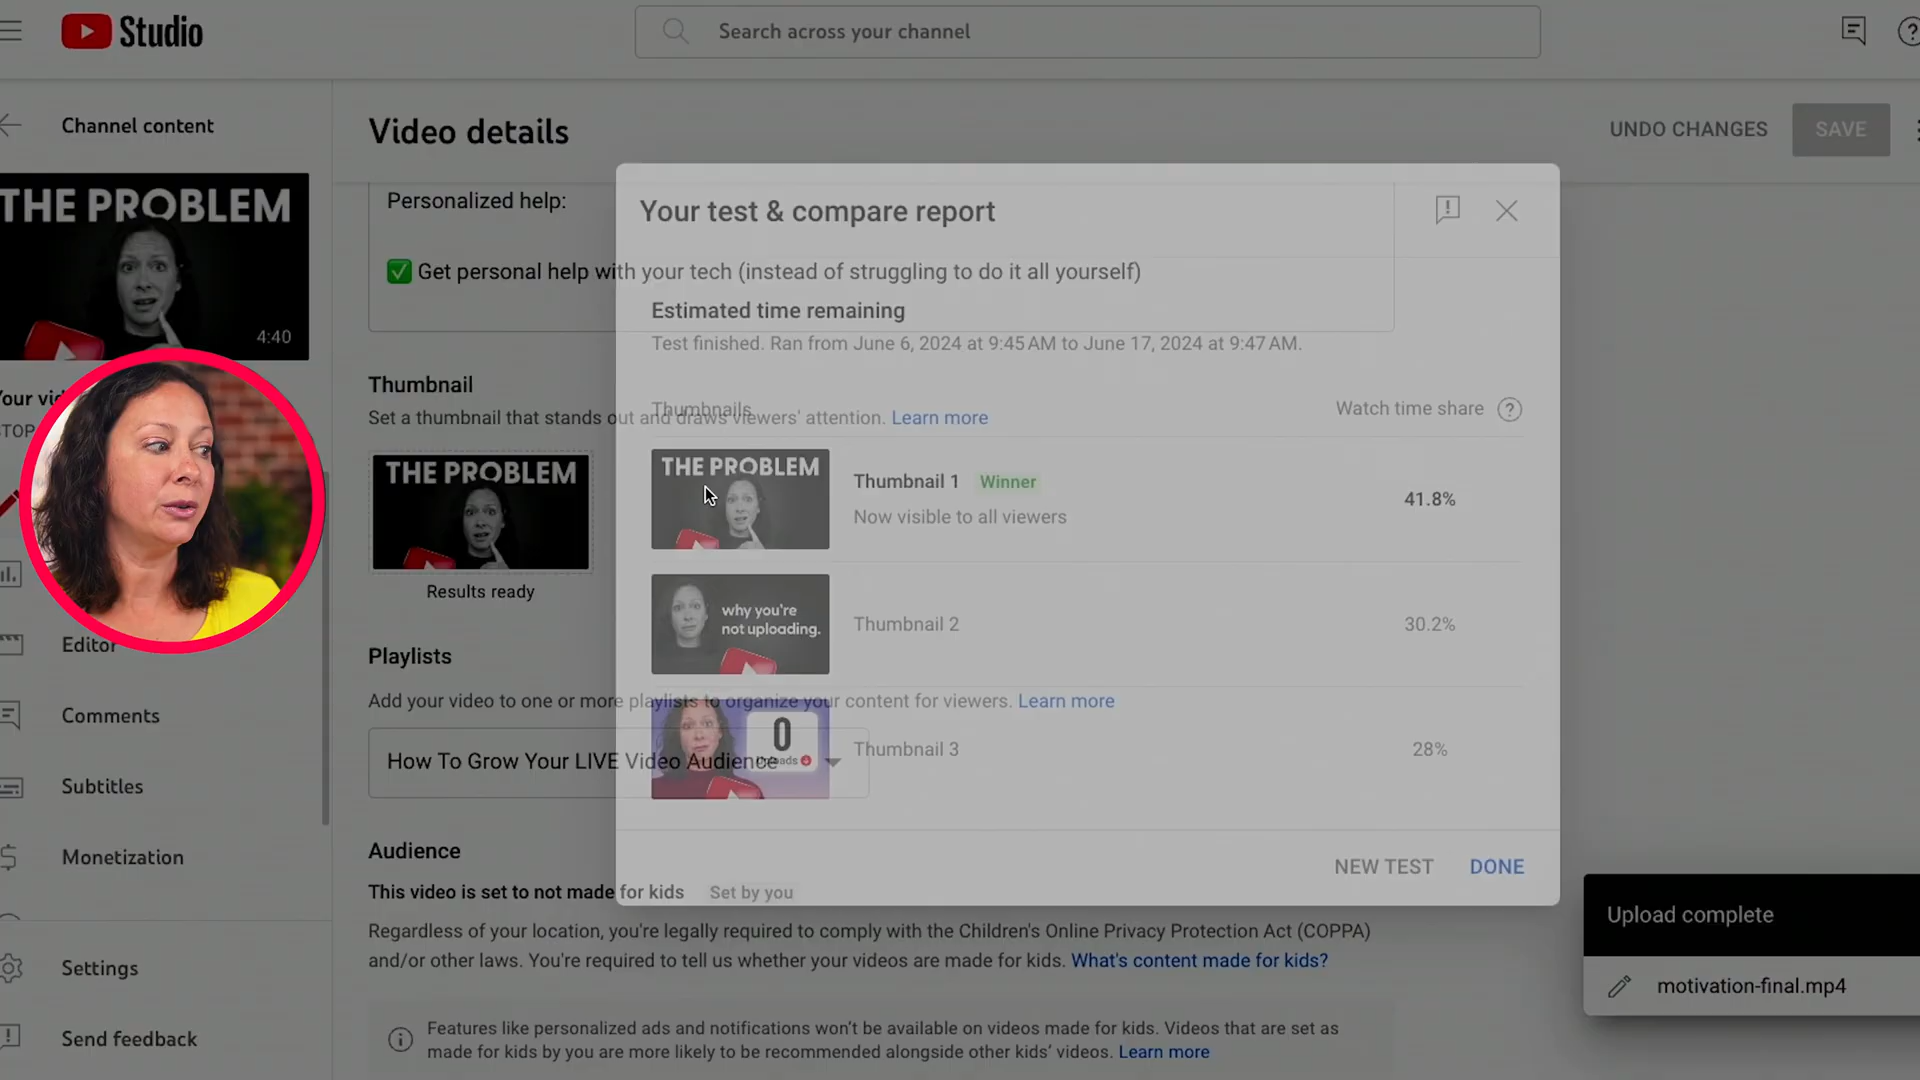 Studio
Search across your channel
Channel content
Video details
UNDO CHANGES
SAVE
THE PROBLEM
4:40
Personalized help:
✅ Get personal help with your tech (instead of struggling to do it all yourself)
Your test & compare report
Estimated time remaining
Test finished. Ran from June 6, 2024 at 9:45 AM to June 17, 2024 at 9:47 AM.
Thumbnail
Set a thumbnail that stands out and draws viewers' attention. Learn more
Thumbnails
Watch time share
THE PROBLEM
Results ready
THE PROBLEM
Thumbnail 1 Winner
Now visible to all viewers
41.8%
why you're
not uploading.
Thumbnail 2
30.2%
Playlists
Add your video to one or more playlists to organize your content for viewers. Learn more
How To Grow Your LIVE Video Audience
0
Thumbnail 3
28%
Audience
This video is set to not made for kids Set by you
NEW TEST
DONE
Regardless of your location, you're legally required to comply with the Children's Online Privacy Protection Act (COPPA)
and/or other laws. You're required to tell us whether your videos are made for kids. What's content made for kids?
Features like personalized ads and notifications won't be available on videos made for kids. Videos that are set as
made for kids by you are more likely to be recommended alongside other kids' videos. Learn more
Your
Editor
Comments
Subtitles
Monetization
Settings
Send feedback
Upload complete
motivation-final.mp4